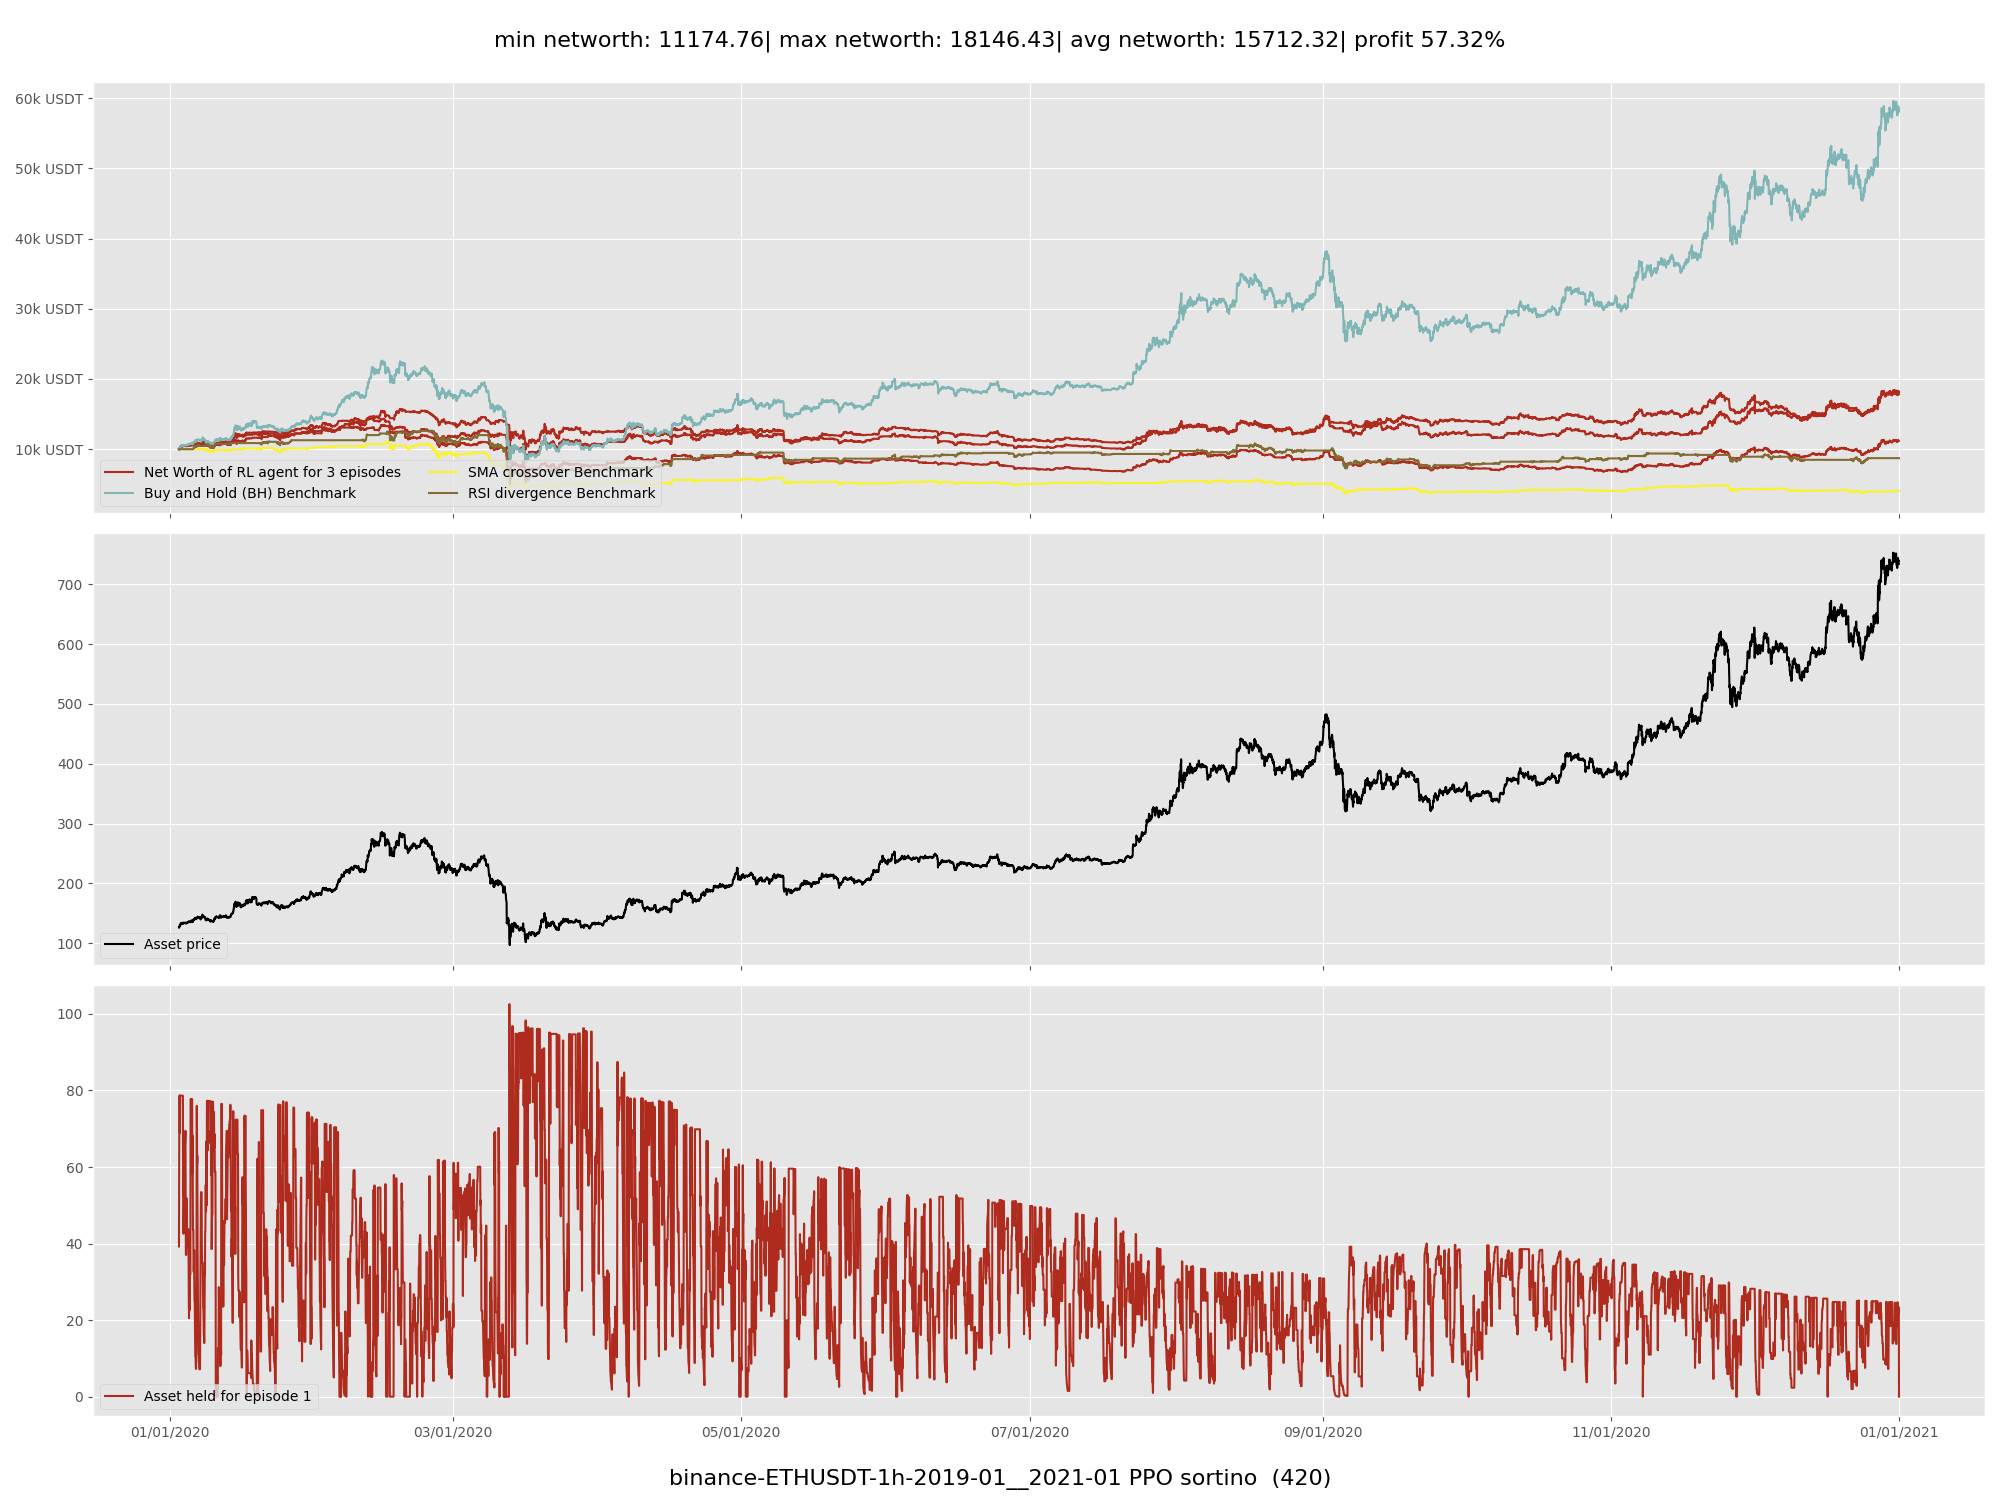 min networth: 11174.76| max networth: 18146.43| avg networth: 15712.32| profit 57.32%
60k USDT
50k USDT
40k USDT
30k USDT
20k USDT
10k USDT
Net Worth of RL agent for 3 episodes
Buy and Hold (BH) Benchmark
SMA crossover Benchmark
RSI divergence Benchmark
700
600
500
400
300
200
100
Asset price
100
80
60
40
20
0
Asset held for episode 1
01/01/2020
03/01/2020
05/01/2020
07/01/2020
09/01/2020
11/01/2020
01/01/2021
binance-ETHUSDT-1h-2019-01__2021-01 PPO sortino  (420)